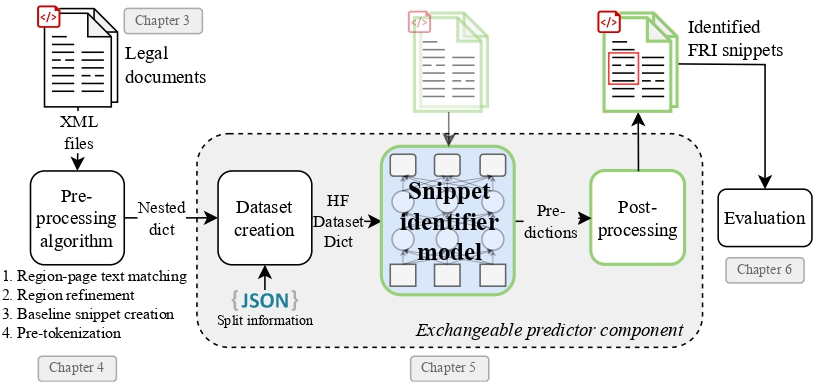 </>
Chapter 3
Legal
documents
</>
</>
Identified
FRI snippets
XML
files
Pre-
processing
algorithm
Nested
dict
Dataset
creation
HF
Dataset
Dict
Snippet
identifier
model
Pre-
dictions
Post-
processing
Evaluation
Chapter 6
1. Region-page text matching
2. Region refinement
3. Baseline snippet creation
4. Pre-tokenization
{JSON}
Split information
Exchangeable predictor component
Chapter 4
Chapter 5